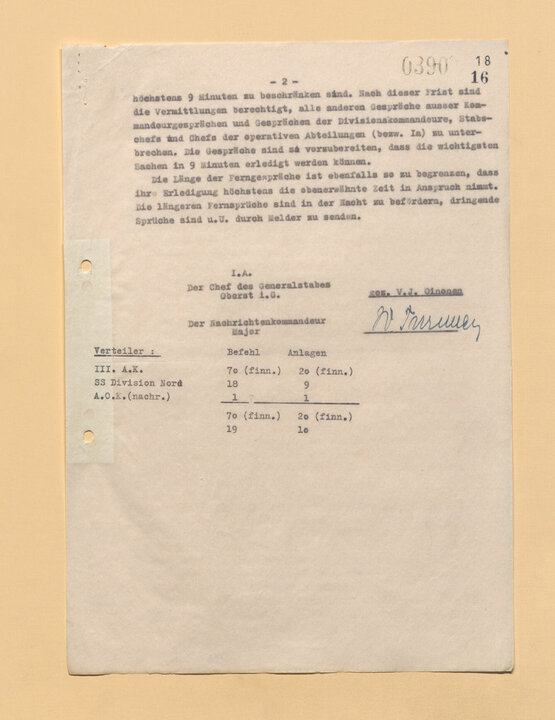 0390
18
16
- 2 -
höchstens 9 Minuten zu beschränken sind. Nach dieser Frist sind
die Vermittlungen berechtigt, alle anderen Gespräche ausser Kom-
mandeurgesprächen und Gesprächen der Divisionskommandeure, Stabs-
chefs und Chefs der operativen Abteilungen (bezw. Ia) zu unter-
brechen. Die Gespräche sind so vorzubereiten, dass die wichtigsten
Sachen in 9 Minuten erledigt werden können.
Die Länge der Ferngespräche ist ebenfalls so zu begrenzen, dass
ihre Erledigung höchstens die obenerwähnte Zeit in Anspruch nimmt.
Die längeren Fernsprüche sind in der Nacht zu befördern, dringende
Sprüche sind u.U. durch Melder zu senden.
I.A.
Der Chef des Generalstabes
Oberst i.G.
gez. V.J. Oinonen
Der Nachrichtenkommandeur
Major
Verteiler : Befehl Anlagen
III. A.K. 7o (finn.) 2o (finn.)
SS Division Nord 18 9
A.O.K.(nachr.) 1 1
7o (finn.) 2o (finn.)
19 1o